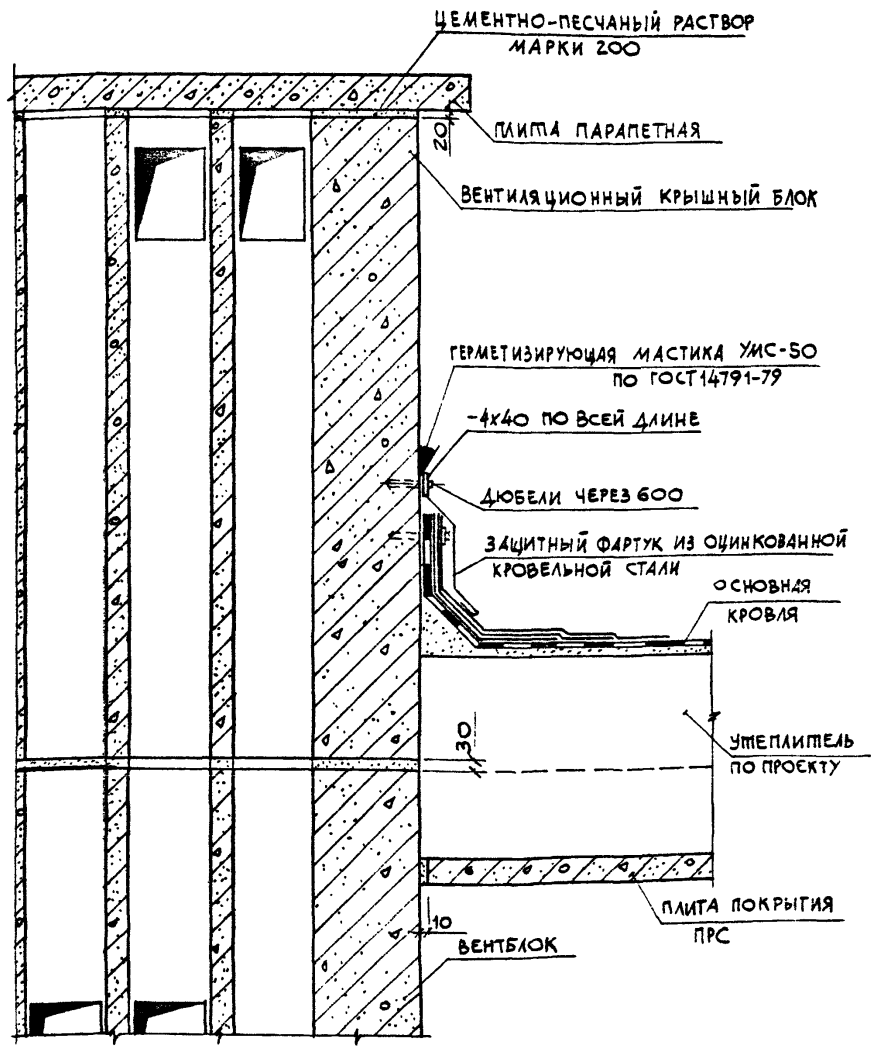 ЦЕМЕНТНО-ПЕСЧАНЫЙ РАСТВОР
МАРКИ 200
ПЛИТА ПАРАПЕТНАЯ
20
ВЕНТИЛЯЦИОННЫЙ КРЫШНЫЙ БЛОК
ГЕРМЕТИЗИРУЮЩАЯ МАСТИКА УМС-50
ПО ГОСТ 14791-79
-4х40 ПО ВСЕЙ ДЛИНЕ
ДЮБЕЛИ ЧЕРЕЗ 600
ЗАЩИТНЫЙ ФАРТУК ИЗ ОЦИНКОВАННОЙ
КРОВЕЛЬНОЙ СТАЛИ
ОСНОВНАЯ
КРОВЛЯ
30
УТЕПЛИТЕЛЬ
ПО ПРОЕКТУ
ПЛИТА ПОКРЫТИЯ
ПРС
10
ВЕНТБЛОК